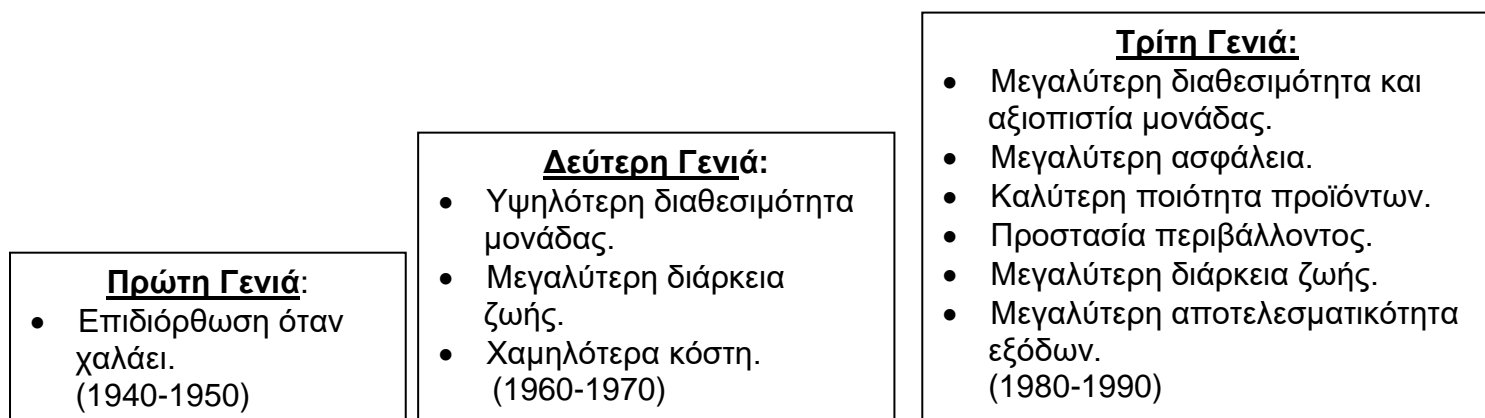 Πρώτη Γενιά:
• Επιδιόρθωση όταν
χαλάει.
(1940-1950)
Δεύτερη Γενιά:
• Υψηλότερη διαθεσιμότητα
μονάδας.
• Μεγαλύτερη διάρκεια
ζωής.
• Χαμηλότερα κόστη.
(1960-1970)
Τρίτη Γενιά:
• Μεγαλύτερη διαθεσιμότητα και
αξιοπιστία μονάδας.
• Μεγαλύτερη ασφάλεια.
• Καλύτερη ποιότητα προϊόντων.
• Προστασία περιβάλλοντος.
• Μεγαλύτερη διάρκεια ζωής.
• Μεγαλύτερη αποτελεσματικότητα
εξόδων.
(1980-1990)